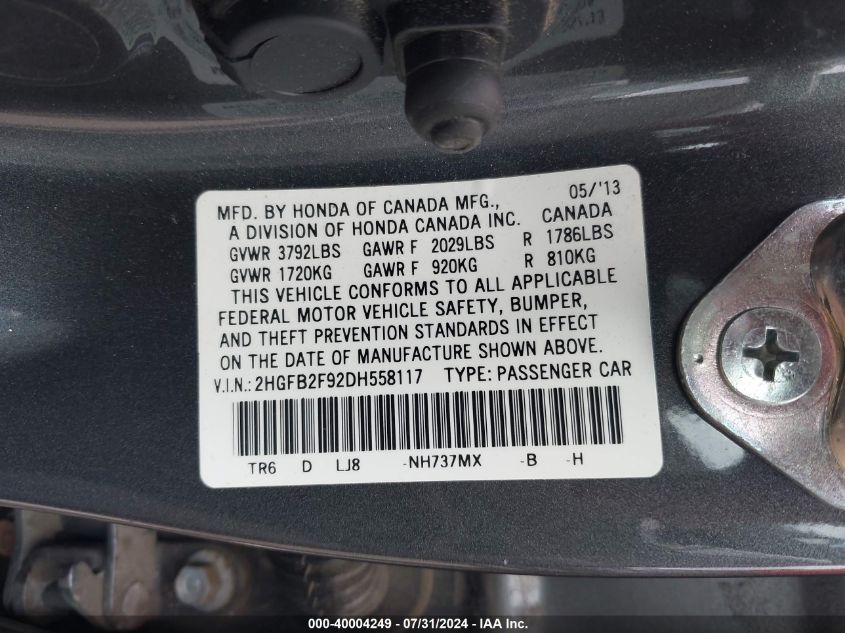 05/'13
MFD. BY HONDA OF CANADA MFG.,
A DIVISION OF HONDA CANADA INC. CANADA
GVWR 3792LBS GAWR F 2029LBS R 1786LBS
GVWR 1720KG GAWR F 920KG R 810KG
THIS VEHICLE CONFORMS TO ALL APPLICABLE
FEDERAL MOTOR VEHICLE SAFETY, BUMPER,
AND THEFT PREVENTION STANDARDS IN EFFECT
ON THE DATE OF MANUFACTURE SHOWN ABOVE.
V.I.N.: 2HGFB2F92DH558117 TYPE: PASSENGER CAR
TR6 D LJ8 -NH737MX -B -H
000-40004249 - 07/31/2024 - IAA Inc.